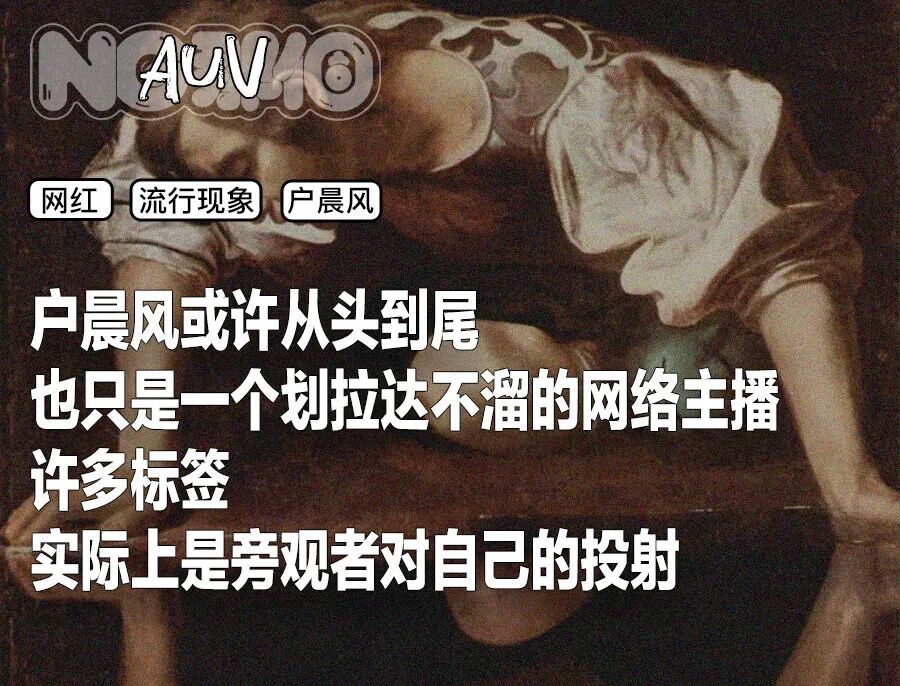 AUV
网红
流行现象
户晨风
户晨风或许从头到尾
也只是一个划拉达不溜的网络主播
许多标签
实际上是旁观者对自己的投射